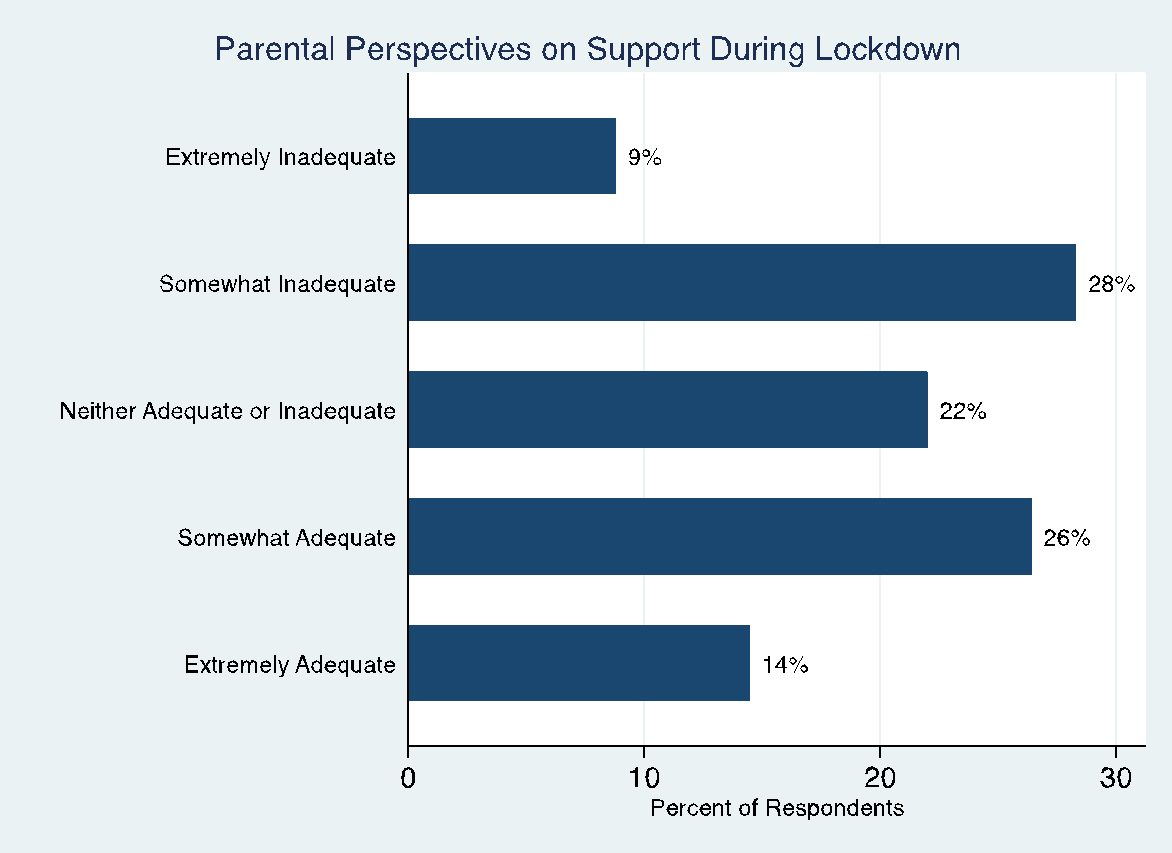 Parental Perspectives on Support During Lockdown
Extremely Inadequate 9%
Somewhat Inadequate 28%
Neither Adequate or Inadequate 22%
Somewhat Adequate 26%
Extremely Adequate 14%
0 10 20 30
Percent of Respondents